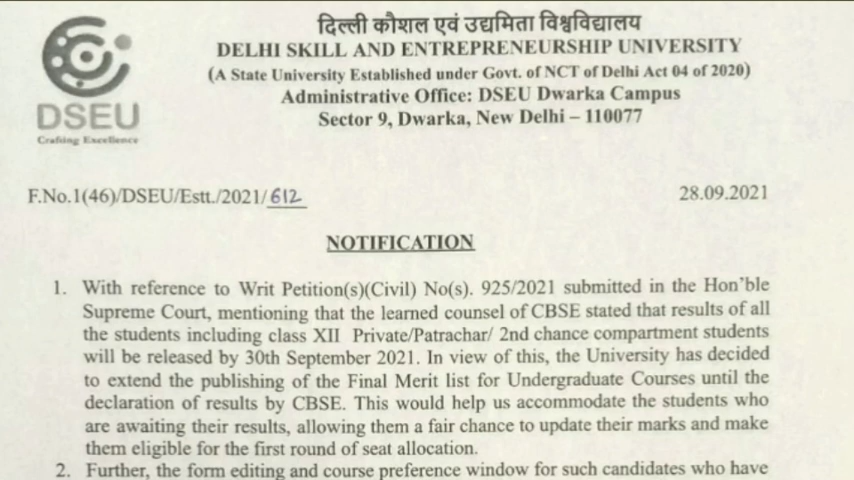 दिल्ली कौशल एवं उद्यमिता विश्वविद्यालय
DELHI SKILL AND ENTREPRENEURSHIP UNIVERSITY
(A State University Established under Govt. of NCT of Delhi Act 04 of 2020)
Administrative Office: DSEU Dwarka Campus
Sector 9, Dwarka, New Delhi – 110077
DSEU
Crafting Excellence
F.No.1(46)/DSEU/Estt./2021/612
28.09.2021
NOTIFICATION
1. With reference to Writ Petition(s)(Civil) No(s). 925/2021 submitted in the Hon'ble
Supreme Court, mentioning that the learned counsel of CBSE stated that results of all
the students including class XII Private/Patrachar/ 2nd chance compartment students
will be released by 30th September 2021. In view of this, the University has decided
to extend the publishing of the Final Merit list for Undergraduate Courses until the
declaration of results by CBSE. This would help us accommodate the students who
are awaiting their results, allowing them a fair chance to update their marks and make
them eligible for the first round of seat allocation.
2. Further, the form editing and course preference window for such candidates who have